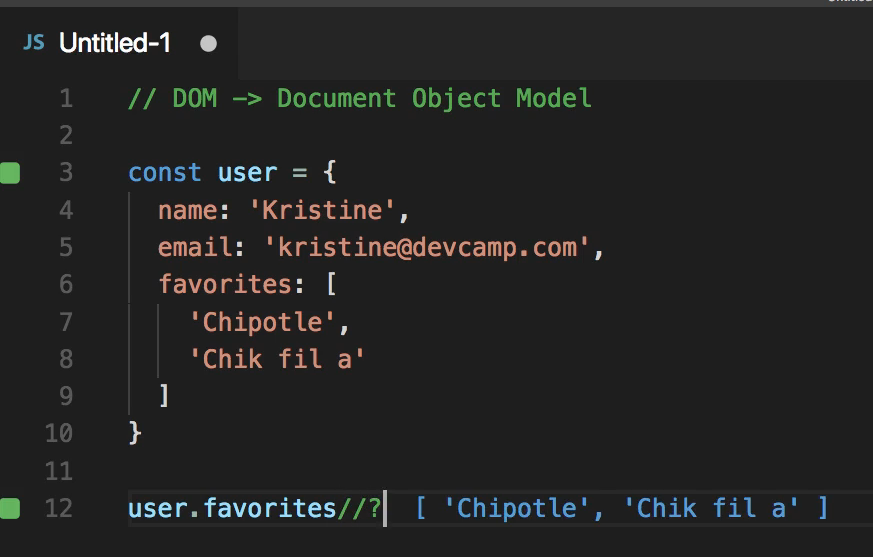 JS Untitled-1
1 // DOM -> Document Object Model
2
3 const user = {
4   name: 'Kristine',
5   email: 'kristine@devcamp.com',
6   favorites: [
7     'Chipotle',
8     'Chik fil a'
9   ]
10 }
11
12 user.favorites//? [ 'Chipotle', 'Chik fil a' ]